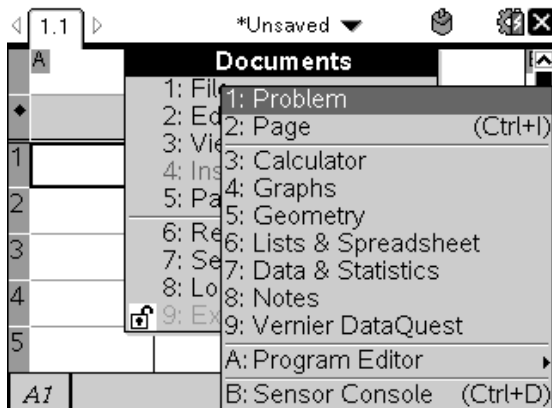 1.1 *Unsaved
A Documents
1: File
1: Problem
2: Ed
2: Page (Ctrl+I)
3: Vie
3: Calculator
4: Ins
4: Graphs
5: Pa
5: Geometry
6: Re
6: Lists & Spreadsheet
7: Se
7: Data & Statistics
8: Lo
8: Notes
9: Ex
9: Vernier DataQuest
A: Program Editor
B: Sensor Console (Ctrl+D)
1
2
3
4
5
A1